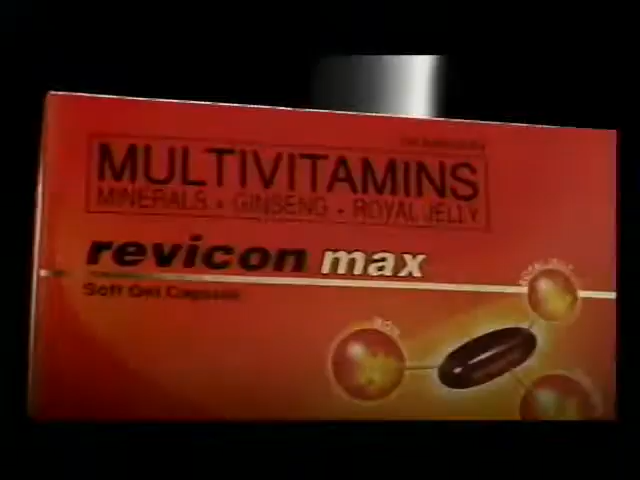 MULTIVITAMINS
MINERALS • GINSENG • ROYAL JELLY
revicon max
Soft Gel Capsule